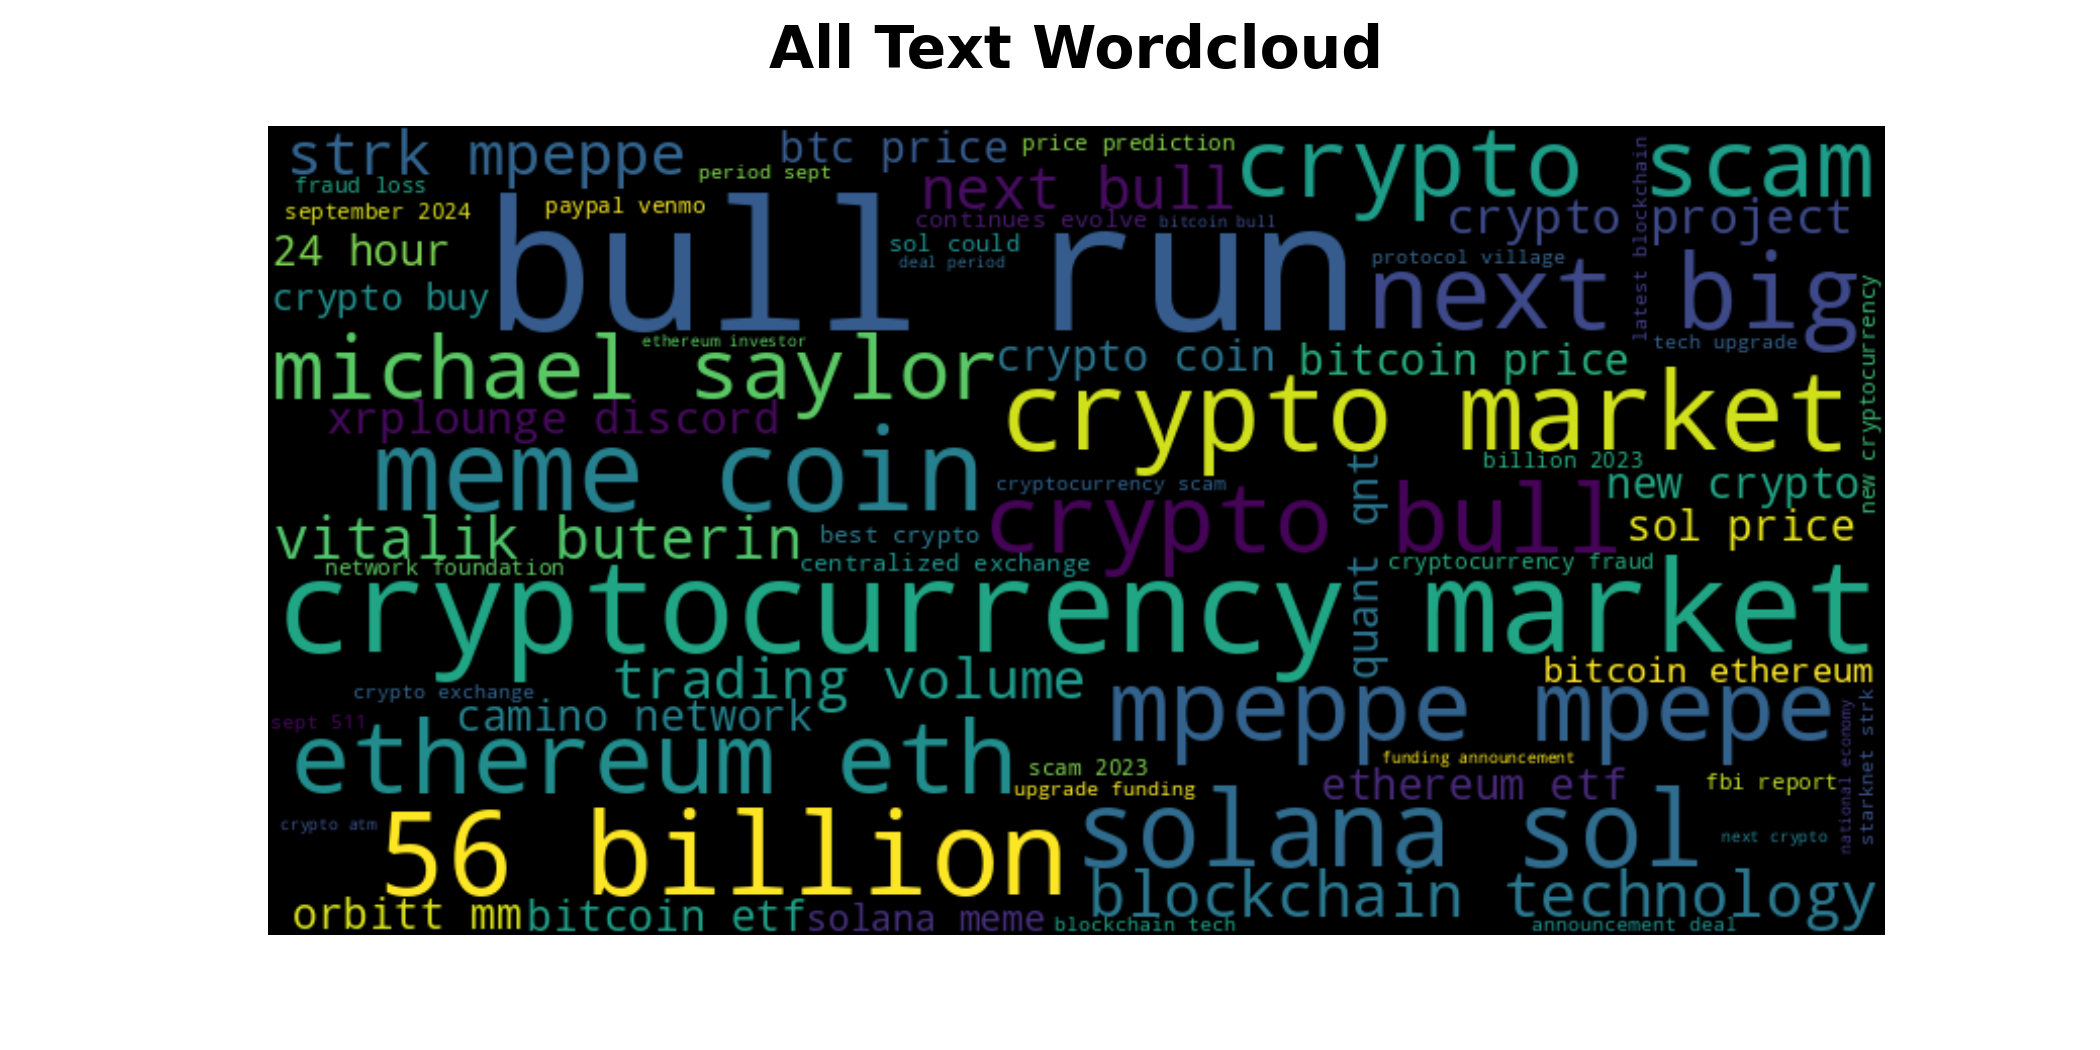 All Text Wordcloud
strk mpeppe
btc price
price prediction
crypto scam
period sept
fraud loss
next bull
september 2024
paypal venmo
continues evolve
bitcoin bull
crypto project
latest blockchain
24 hour
bull run
sol could
deal period
protocol village
next big
crypto buy
new cryptocurrency
ethereum investor
tech upgrade
michael saylor
crypto coin
bitcoin price
xrplounge discord
crypto market
meme coin
billion 2023
cryptocurrency scam
new crypto
crypto bull
quant qnt
sol price
vitalik buterin
best crypto
network foundation
centralized exchange
cryptocurrency fraud
cryptocurrency market
trading volume
bitcoin ethereum
crypto exchange
camino network
mpeppe mpepe
sept 511
national economy
starknet strk
ethereum eth
funding announcement
scam 2023
upgrade funding
ethereum etf
fbi report
crypto atm
56 billion
solana sol
next crypto
blockchain technology
orbitt mm
bitcoin etf
solana meme
blockchain tech
announcement deal